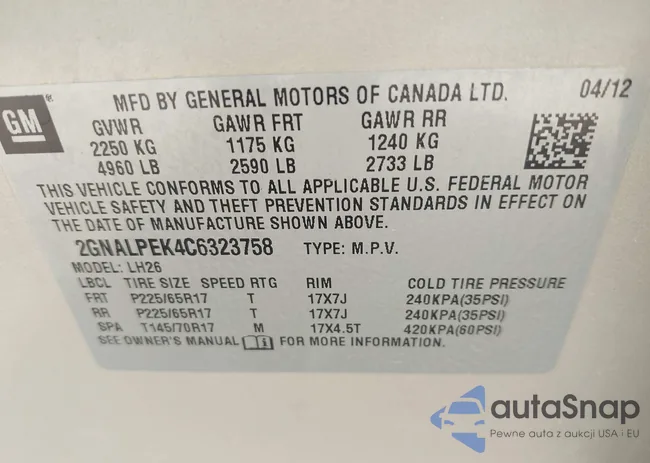 GM
MFD BY GENERAL MOTORS OF CANADA LTD. 04/12
GVWR GAWR FRT GAWR RR
2250 KG 1175 KG 1240 KG
4960 LB 2590 LB 2733 LB
THIS VEHICLE CONFORMS TO ALL APPLICABLE U.S. FEDERAL MOTOR
VEHICLE SAFETY AND THEFT PREVENTION STANDARDS IN EFFECT ON
THE DATE OF MANUFACTURE SHOWN ABOVE.
2GNALPEK4C6323758 TYPE: M.P.V.
MODEL: LH26
LBCL TIRE SIZE SPEED RTG RIM COLD TIRE PRESSURE
FRT P225/65R17 T 17X7J 240KPA(35PSI)
RR P225/65R17 T 17X7J 240KPA(35PSI)
SPA T145/70R17 M 17X4.5T 420KPA(60PSI)
SEE OWNER'S MANUAL FOR MORE INFORMATION.
autaSnap
Pewne auta z aukcji USA i EU